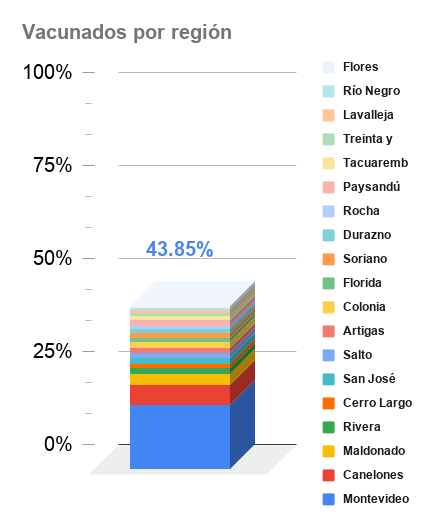 Vacunados por región
100%
75%
50%
25%
0%
43.85%
Flores
Río Negro
Lavalleja
Treinta y
Tacuaremb
Paysandú
Rocha
Durazno
Soriano
Florida
Colonia
Artigas
Salto
San José
Cerro Largo
Rivera
Maldonado
Canelones
Montevideo